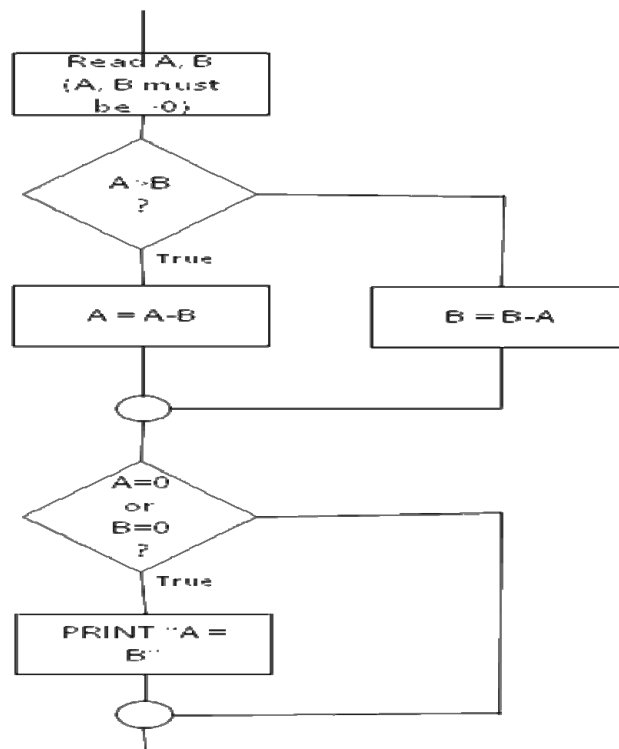 Read A, B
(A, B must
be >0)
A>B
?
True
A = A-B
B = B-A
A=0
or
B=0
?
True
PRINT "A =
B"